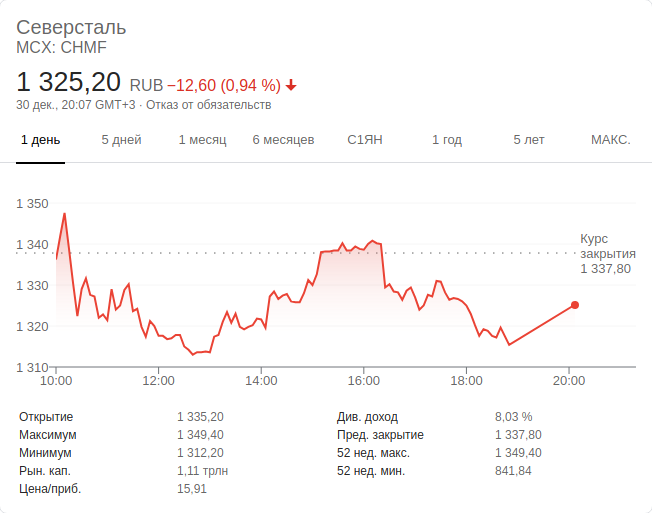 Северсталь
MCX: CHMF
1 325,20 RUB −12,60 (0,94 %)
30 дек., 20:07 GMT+3 · Отказ от обязательств
1 день 5 дней 1 месяц 6 месяцев С1ЯН 1 год 5 лет МАКС.
1 350
1 340
1 330
1 320
1 310
Курс
закрытия
1 337,80
10:00 12:00 14:00 16:00 18:00 20:00
Открытие 1 335,20
Максимум 1 349,40
Минимум 1 312,20
Рын. кап. 1,11 трлн
Цена/приб. 15,91
Див. доход 8,03 %
Пред. закрытие 1 337,80
52 нед. макс. 1 349,40
52 нед. мин. 841,84